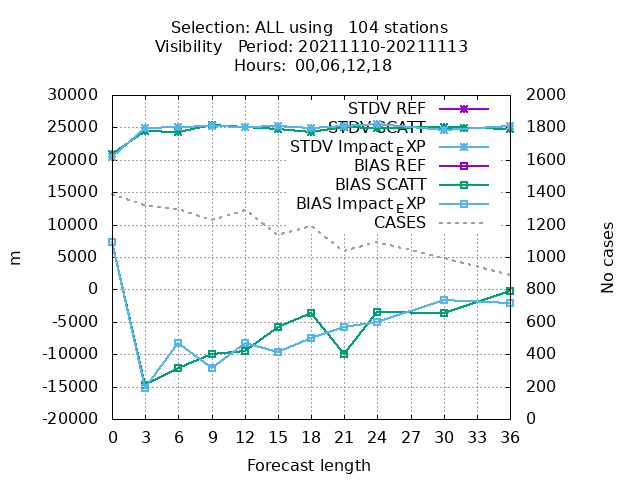 Selection: ALL using   104 stations
Visibility   Period: 20211110-20211113
Hours:  00,06,12,18
30000
25000
20000
15000
10000
5000
0
-5000
-10000
-15000
-20000
m
2000
1800
1600
1400
1200
1000
800
600
400
200
0
No cases
STDV REF
STDV SCATT
STDV Impact_EXP
BIAS REF
BIAS SCATT
BIAS Impact_EXP
CASES
0 3 6 9 12 15 18 21 24 27 30 33 36
Forecast length